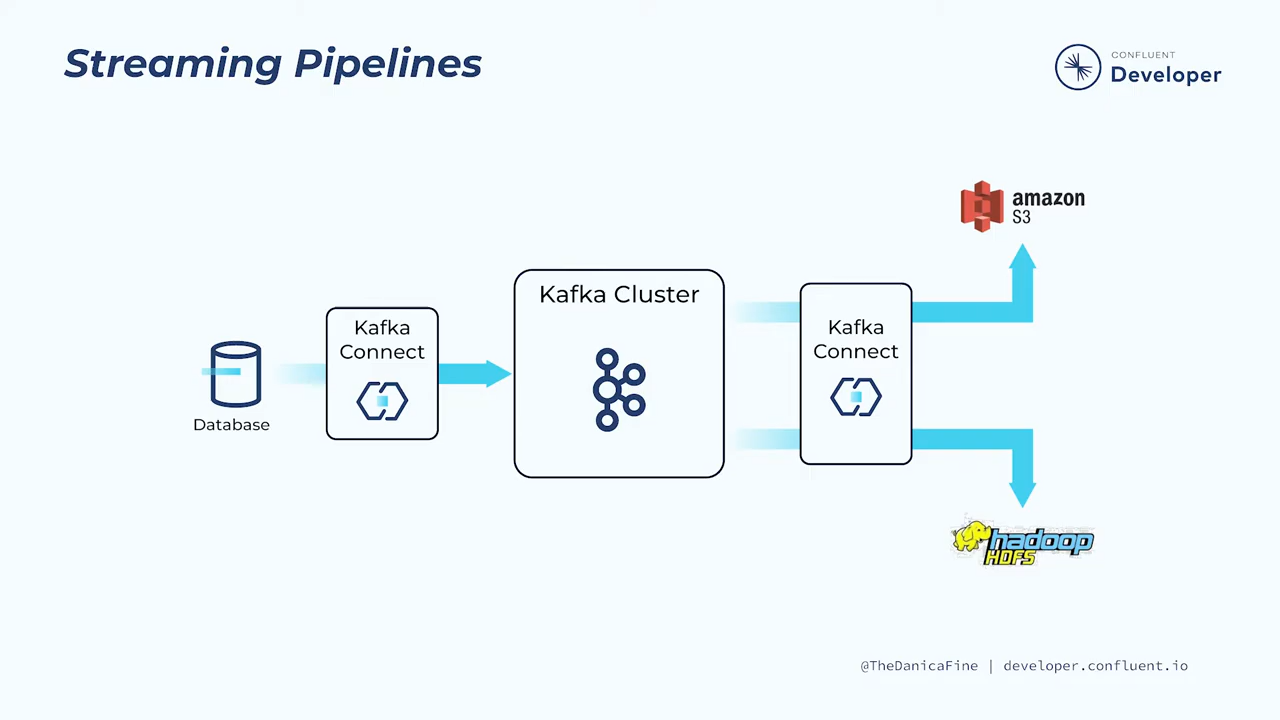 Streaming Pipelines
CONFLUENT
Developer
amazon
S3
Kafka Cluster
Kafka
Connect
Kafka
Connect
Database
hadoop
HDFS
@TheDanicaFine | developer.confluent.io